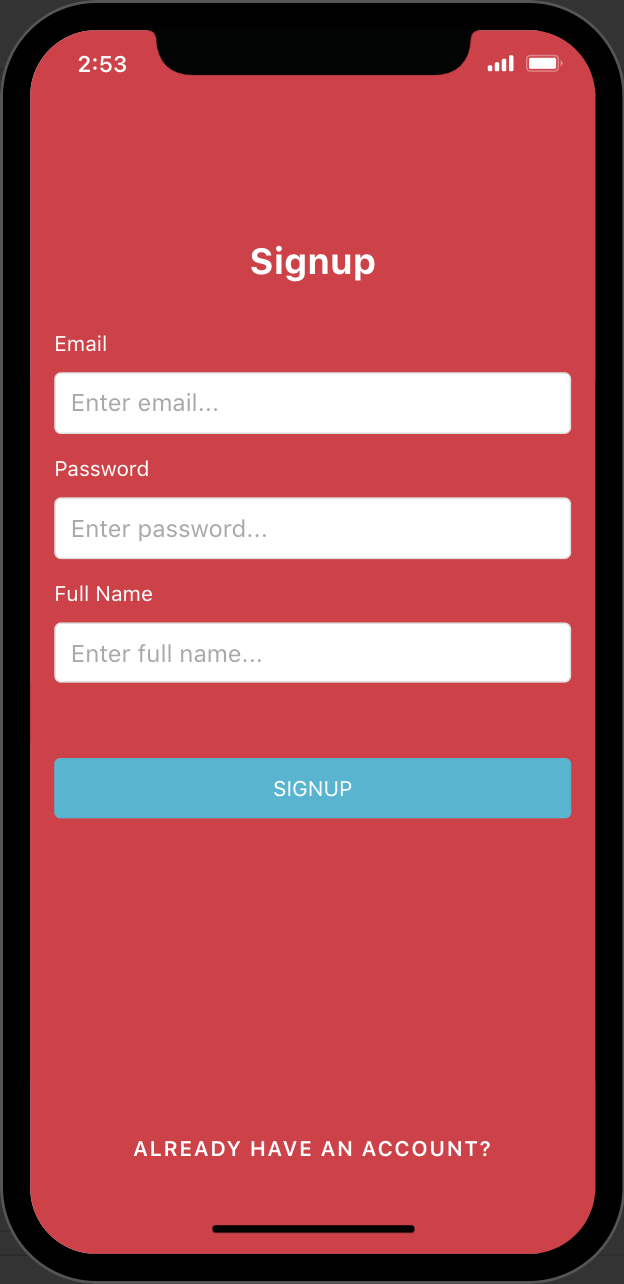 2:53
Signup
Email
Enter email...
Password
Enter password...
Full Name
Enter full name...
SIGNUP
ALREADY HAVE AN ACCOUNT?